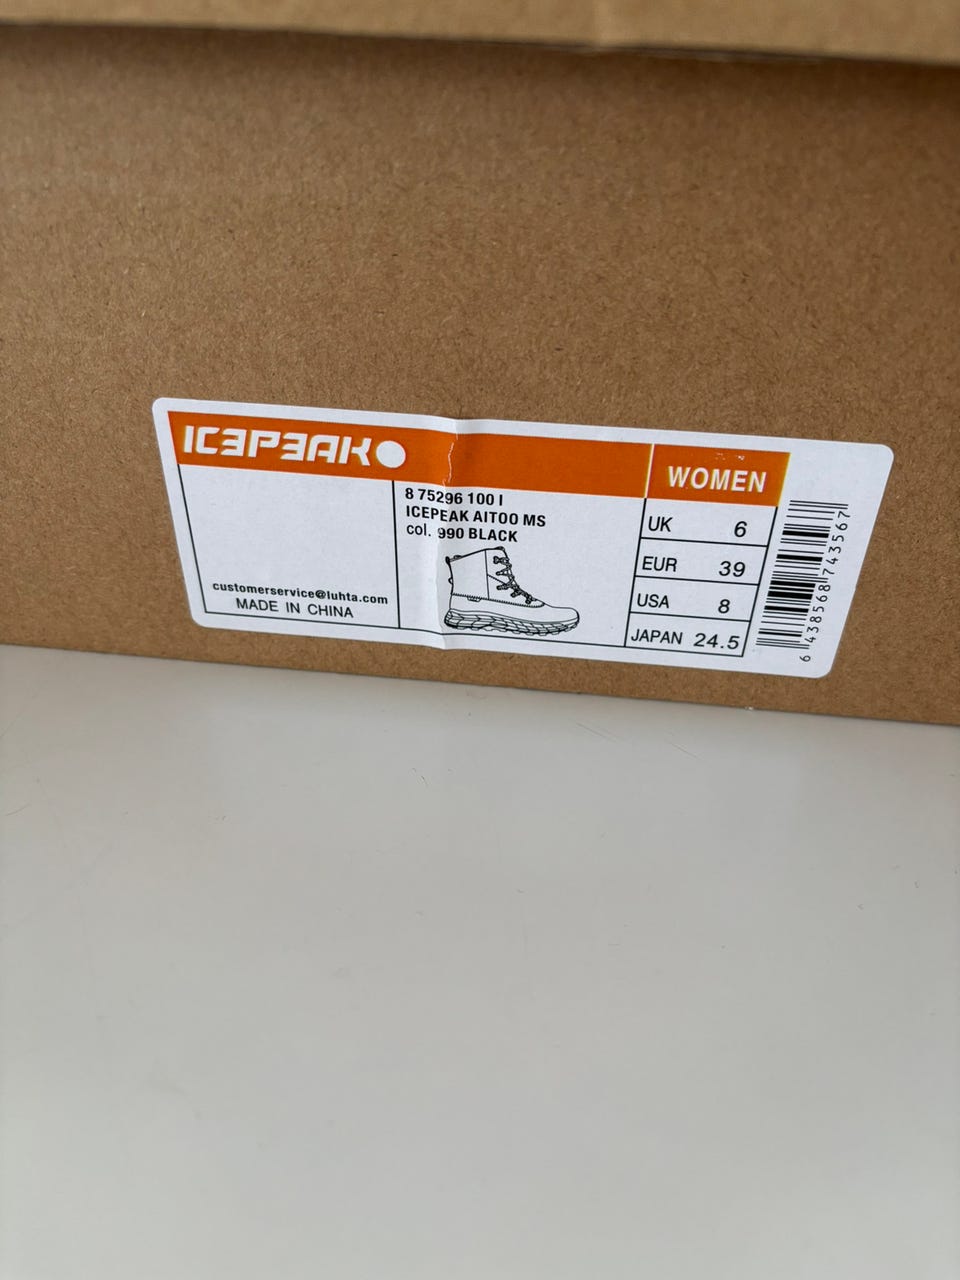 ICEPEAK
WOMEN
8 75296 100 I
ICEPEAK AITOO MS
col. 990 BLACK
customerservice@luhta.com
MADE IN CHINA
UK 6
EUR 39
USA 8
JAPAN 24.5
6 438568 743567